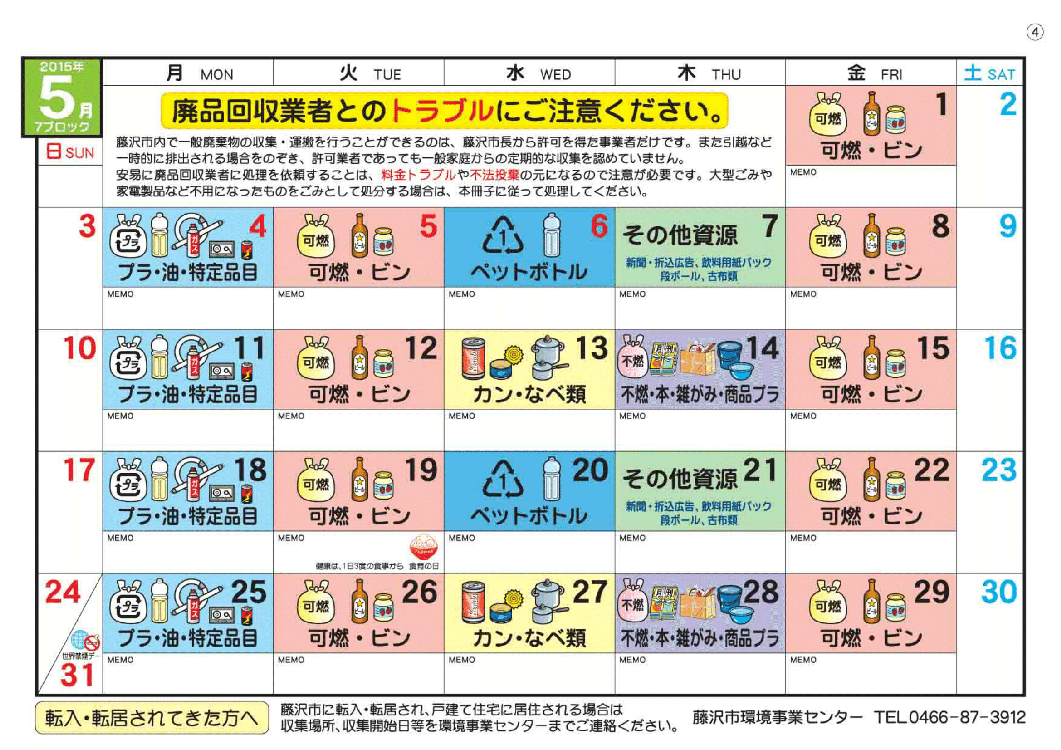 ④
2015年
5月
7ブロック
日 SUN
月 MON
火 TUE
水 WED
木 THU
金 FRI
土 SAT
廃品回収業者とのトラブルにご注意ください。
藤沢市内で一般廃棄物の収集・運搬を行うことができるのは、藤沢市長から許可を得た事業者だけです。また引越など
一時的に排出される場合をのぞき、許可業者であっても一般家庭からの定期的な収集を認めていません。
安易に廃品回収業者に処理を依頼することは、料金トラブルや不法投棄の元になるので注意が必要です。大型ごみや
家電製品など不用になったものをごみとして処分する場合は、本冊子に従って処理してください。
可燃 1
可燃・ビン
MEMO
2
3
プラ ガス 4
プラ・油・特定品目
MEMO
可燃 5
可燃・ビン
MEMO
1 6
ペットボトル
MEMO
その他資源 7
新聞・折込広告、飲料用紙パック
段ボール、古布類
MEMO
可燃 8
可燃・ビン
MEMO
9
10
プラ ガス 11
プラ・油・特定品目
MEMO
可燃 12
可燃・ビン
MEMO
13
カン・なべ類
MEMO
不燃 月刊 14
不燃・本・雑がみ・商品プラ
MEMO
可燃 15
可燃・ビン
MEMO
16
17
プラ ガス 18
プラ・油・特定品目
MEMO
可燃 19
可燃・ビン
MEMO
健康は、1日3度の食事から 食育の日
1 20
ペットボトル
MEMO
その他資源 21
新聞・折込広告、飲料用紙パック
段ボール、古布類
MEMO
可燃 22
可燃・ビン
MEMO
23
24
世界禁煙デー
31
プラ ガス 25
プラ・油・特定品目
MEMO
可燃 26
可燃・ビン
MEMO
27
カン・なべ類
MEMO
不燃 月刊 28
不燃・本・雑がみ・商品プラ
MEMO
可燃 29
可燃・ビン
MEMO
30
転入・転居されてきた方へ
藤沢市に転入・転居され、戸建て住宅に居住される場合は
収集場所、収集開始日等を環境事業センターまでご連絡ください。
藤沢市環境事業センター TEL0466-87-3912